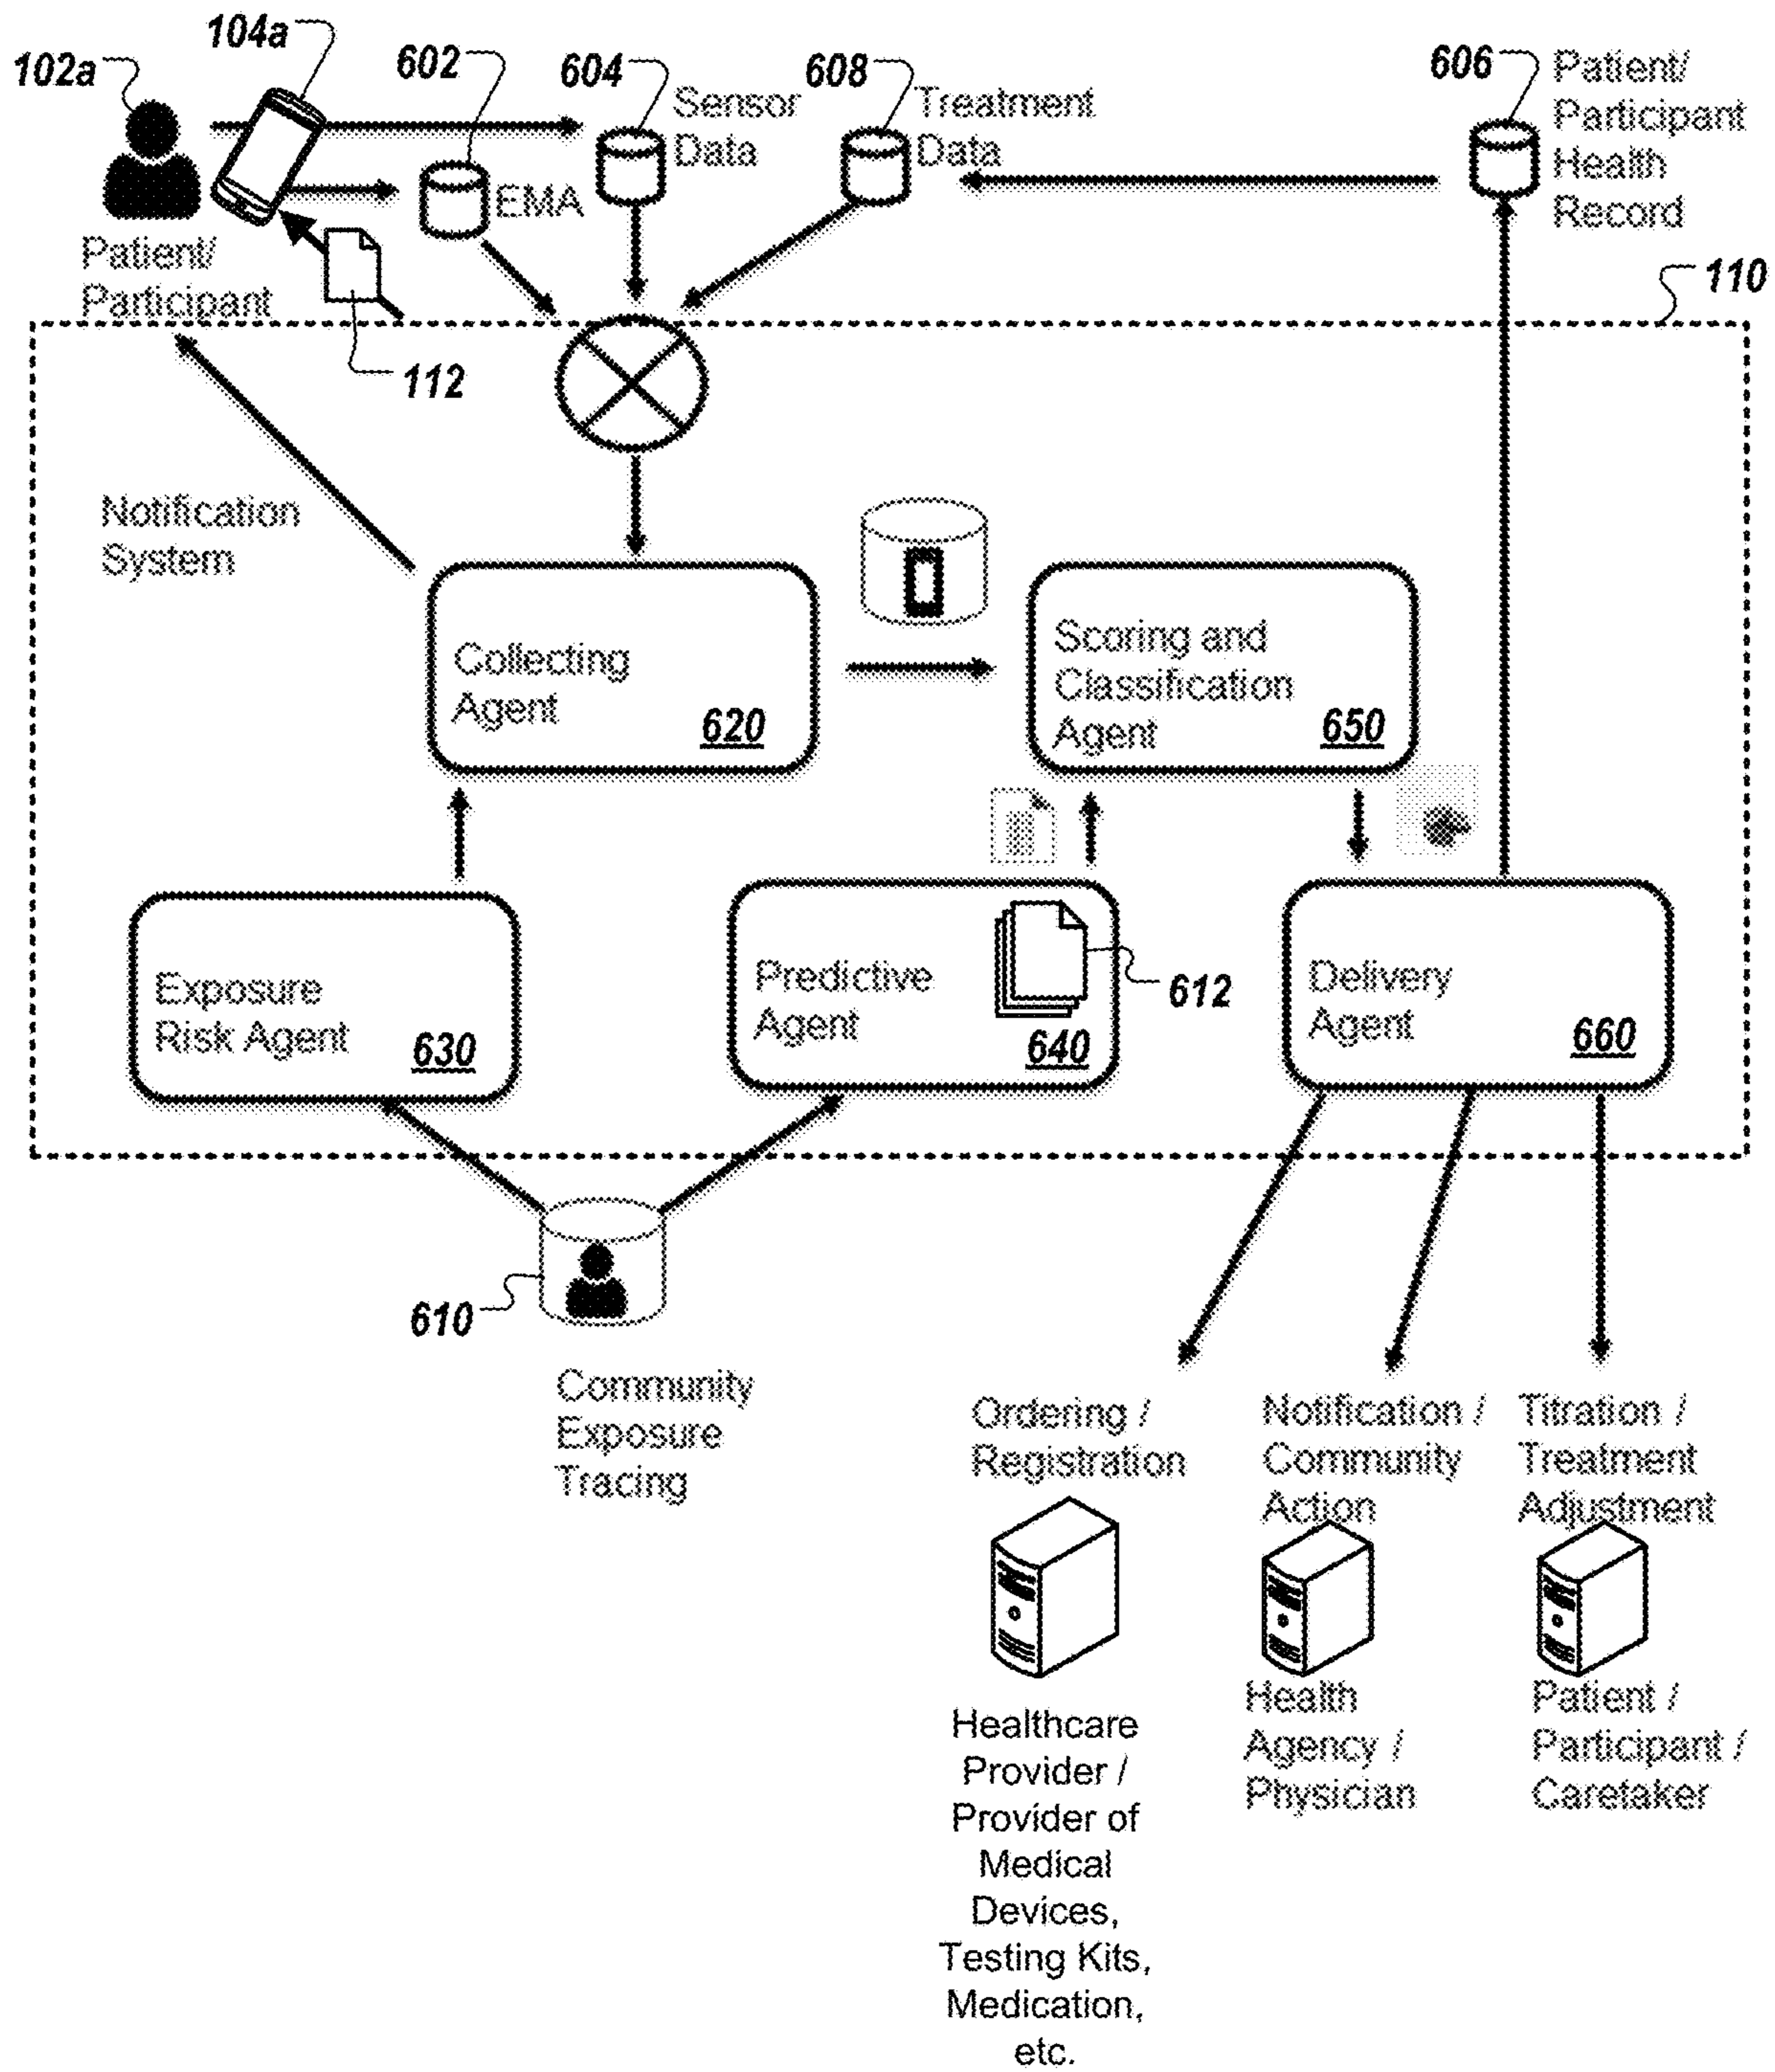 102a
104a
602
604
Sensor
Data
608
Treatment
Data
606
Patient/
Participant
Health
Record
EMA
Patient/
Participant
110
112
Notification
System
Collecting
Agent
620
Scoring and
Classification
Agent
650
Exposure
Risk Agent
630
Predictive
Agent
612
640
Delivery
Agent
660
610
Community
Exposure
Tracing
Ordering /
Registration
Notification /
Community
Action
Titration /
Treatment
Adjustment
Healthcare
Provider /
Provider of
Medical
Devices,
Testing Kits,
Medication,
etc.
Health
Agency /
Physician
Patient /
Participant /
Caretaker